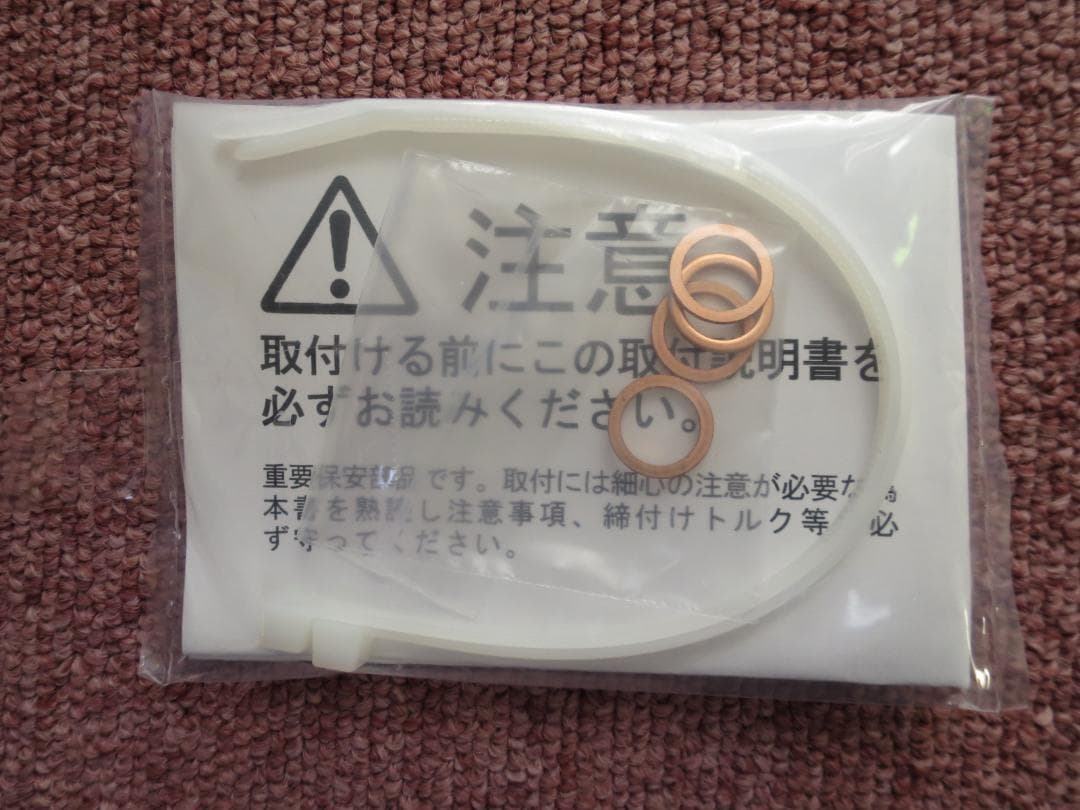 注意
取付ける前にこの取付説明書を
必ずお読みください。
重要保安部品です。取付には細心の注意が必要な為
本書を熟読し注意事項、締付けトルク等 必
ず守ってください。